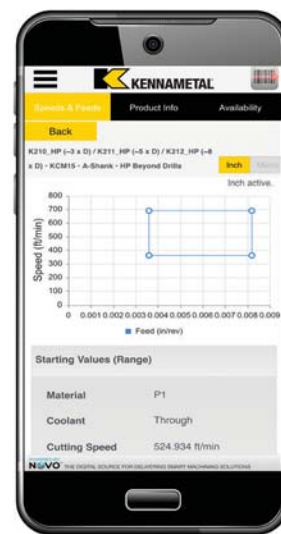 KENNAMETAL
Speeds & Feeds Product Info Availability
Back
K210_HP (~3 x D) / K211_HP (~5 x D) / K212_HP (~8
x D) - KCM15 - A-Shank - HP Beyond Drills
Inch Metric
Inch active.
800
700
600
500
400
300
200
100
0
Speed (ft/min)
0 0.001 0.002 0.003 0.004 0.005 0.006 0.007 0.008 0.009
Feed (in/rev)
Starting Values (Range)
Material P1
Coolant Through
Cutting Speed 524.934 ft/min
NOVO THE DIGITAL SOURCE FOR DELIVERING SMART MACHINING SOLUTIONS